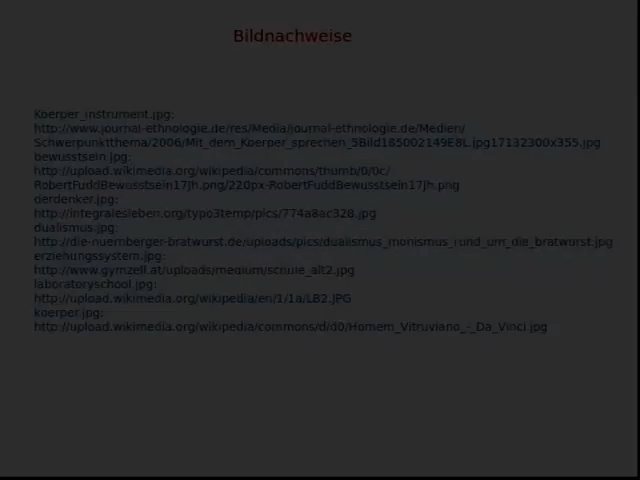 Bildnachweise
Koerper_instrument.jpg:
http://www.journal-ethnologie.de/res/Media/journal-ethnologie.de/Medien/
Schwerpunktthema/2006/Mit_dem_Koerper_sprechen_5Bild165002149E8L.jpg17132300x355.jpg
bewusstsein.jpg:
http://upload.wikimedia.org/wikipedia/commons/thumb/0/0c/
RobertFuddBewusstsein17Jh.png/220px-RobertFuddBewusstsein17Jh.png
derdenker.jpg:
http://integralesleben.org/typo3temp/pics/774a8ac328.jpg
dualismus.jpg:
http://die-nuernberger-bratwurst.de/uploads/pics/dualismus_monismus_rund_um_die_bratwurst.jpg
erziehungssystem.jpg:
http://www.gymzell.at/uploads/medium/schule_alt2.jpg
laboratoryschool.jpg:
http://upload.wikimedia.org/wikipedia/en/1/1a/LB2.JPG
koerper.jpg:
http://upload.wikimedia.org/wikipedia/commons/d/d0/Homem_Vitruviano_-_Da_Vinci.jpg